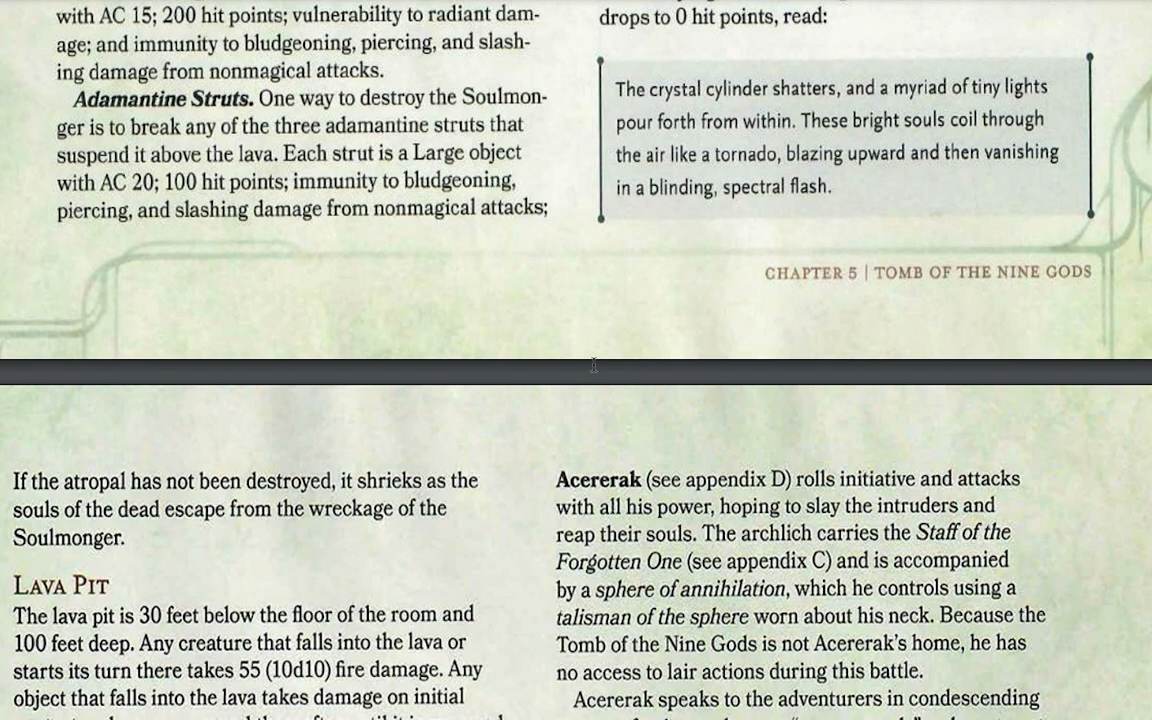 with AC 15; 200 hit points; vulnerability to radiant dam-
age; and immunity to bludgeoning, piercing, and slash-
ing damage from nonmagical attacks.
Adamantine Struts. One way to destroy the Soulmon-
ger is to break any of the three adamantine struts that
suspend it above the lava. Each strut is a Large object
with AC 20; 100 hit points; immunity to bludgeoning,
piercing, and slashing damage from nonmagical attacks;
drops to 0 hit points, read:
The crystal cylinder shatters, and a myriad of tiny lights
pour forth from within. These bright souls coil through
the air like a tornado, blazing upward and then vanishing
in a blinding, spectral flash.
CHAPTER 5 | TOMB OF THE NINE GODS
If the atropal has not been destroyed, it shrieks as the
souls of the dead escape from the wreckage of the
Soulmonger.
LAVA PIT
The lava pit is 30 feet below the floor of the room and
100 feet deep. Any creature that falls into the lava or
starts its turn there takes 55 (10d10) fire damage. Any
object that falls into the lava takes damage on initial
Acererak (see appendix D) rolls initiative and attacks
with all his power, hoping to slay the intruders and
reap their souls. The archlich carries the Staff of the
Forgotten One (see appendix C) and is accompanied
by a sphere of annihilation, which he controls using a
talisman of the sphere worn about his neck. Because the
Tomb of the Nine Gods is not Acererak's home, he has
no access to lair actions during this battle.
Acererak speaks to the adventurers in condescending